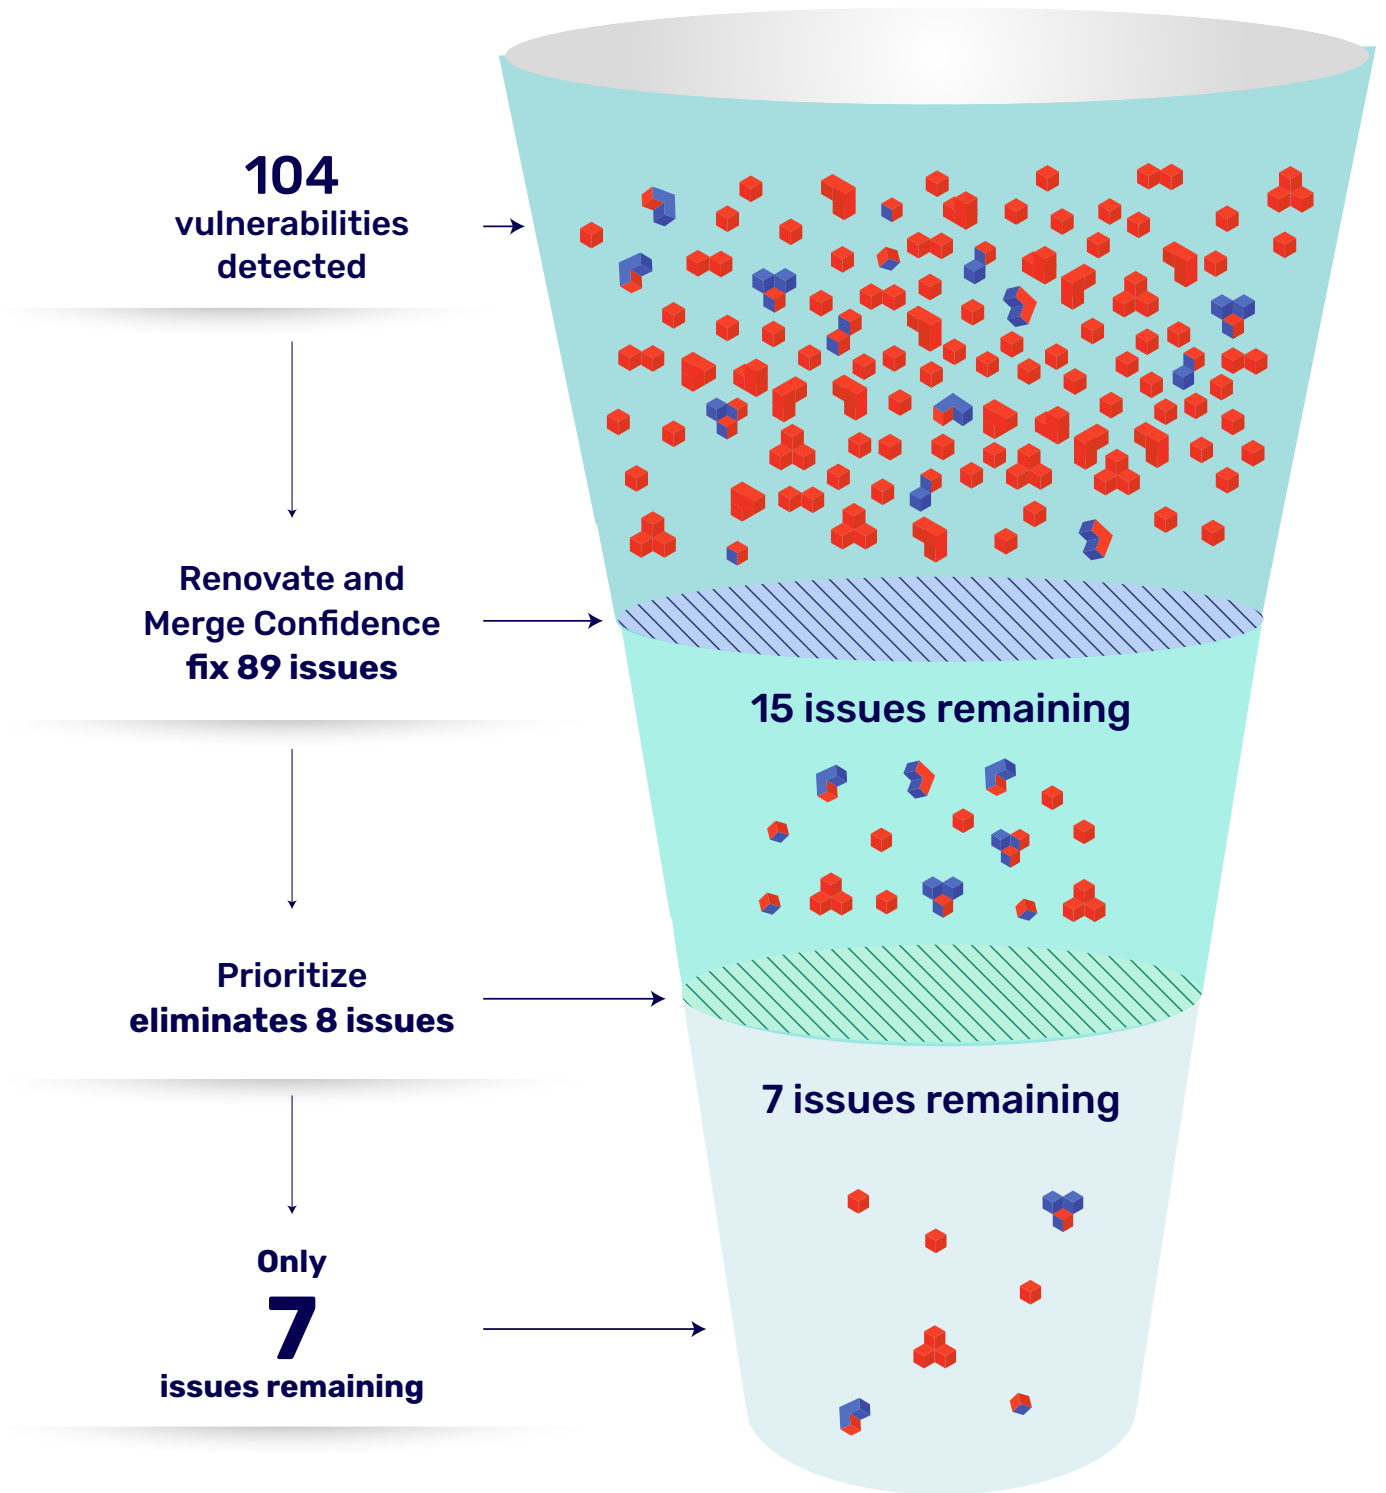 104
vulnerabilities
detected
Renovate and
Merge Confidence
fix 89 issues
15 issues remaining
Prioritize
eliminates 8 issues
7 issues remaining
Only
7
issues remaining